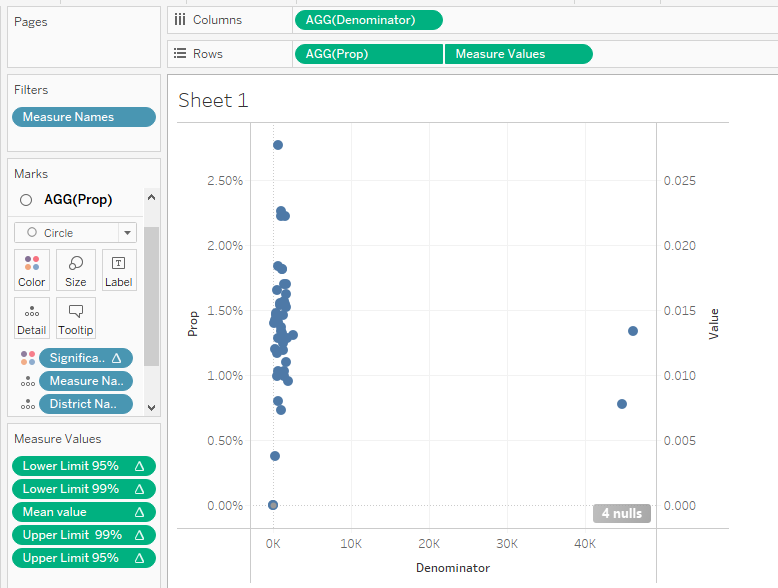 Pages
Columns
AGG(Denominator)
Rows
AGG(Prop)
Measure Values
Filters
Measure Names
Marks
AGG(Prop)
Circle
Color
Size
Label
Detail
Tooltip
Significa..
Measure Na..
District Na..
Measure Values
Lower Limit 95%
Lower Limit 99%
Mean value
Upper Limit  99%
Upper Limit 95%
Sheet 1
Prop
2.50%
2.00%
1.50%
1.00%
0.50%
0.00%
0.025
0.020
0.015
0.010
0.005
0.000
Value
4 nulls
0K
10K
20K
30K
40K
Denominator